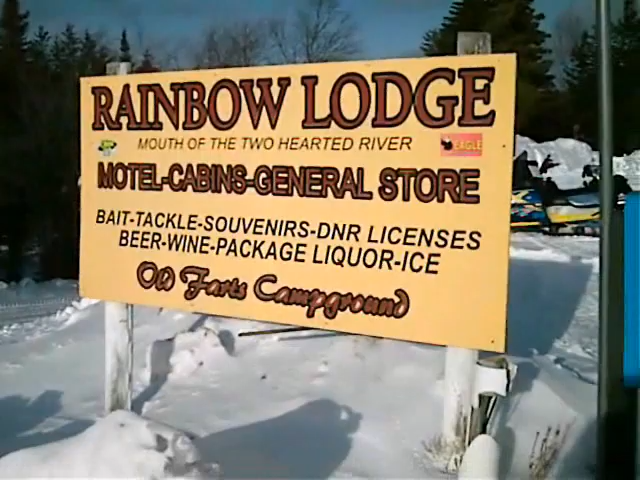 RAINBOW LODGE
MOUTH OF THE TWO HEARTED RIVER
EAGLE
MOTEL-CABINS-GENERAL STORE
BAIT-TACKLE-SOUVENIRS-DNR LICENSES
BEER-WINE-PACKAGE LIQUOR-ICE
Old Farts Campground